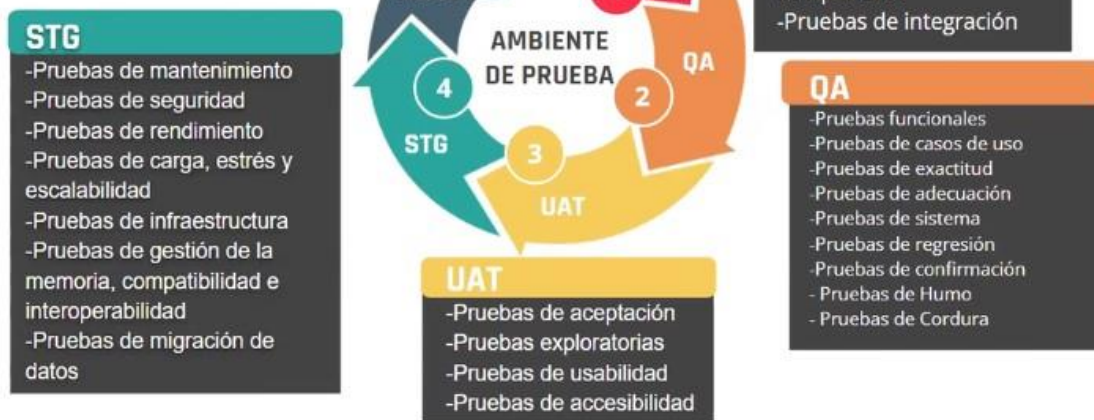 -Pruebas de integración
STG
-Pruebas de mantenimiento
-Pruebas de seguridad
-Pruebas de rendimiento
-Pruebas de carga, estrés y
escalabilidad
-Pruebas de infraestructura
-Pruebas de gestión de la
memoria, compatibilidad e
interoperabilidad
-Pruebas de migración de
datos
AMBIENTE
DE PRUEBA
QA
2
4
STG
3
UAT
UAT
-Pruebas de aceptación
-Pruebas exploratorias
-Pruebas de usabilidad
-Pruebas de accesibilidad
QA
-Pruebas funcionales
-Pruebas de casos de uso
-Pruebas de exactitud
-Pruebas de adecuación
-Pruebas de sistema
-Pruebas de regresión
-Pruebas de confirmación
- Pruebas de Humo
- Pruebas de Cordura